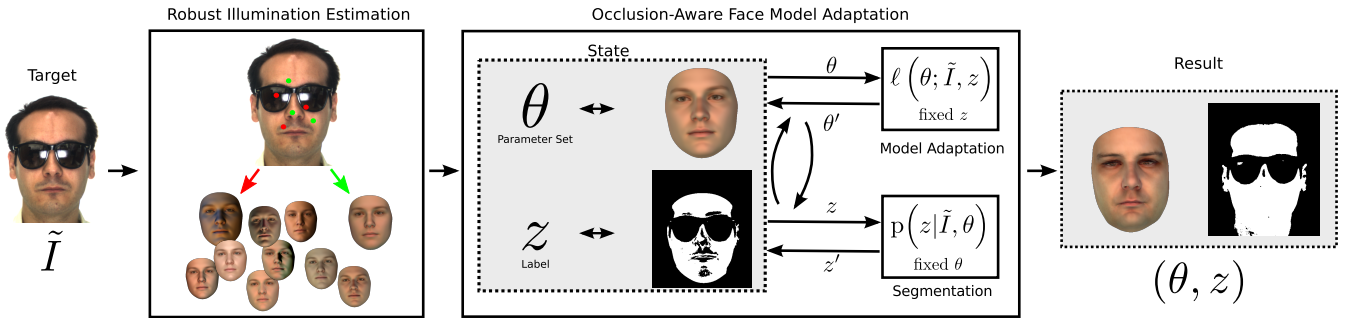 Robust Illumination Estimation
Occlusion-Aware Face Model Adaptation
Target
Ĩ
State
θ
Parameter Set
z
Label
θ
θ′
z
z′
ℓ(θ; Ĩ, z)
fixed z
Model Adaptation
p(z|Ĩ, θ)
fixed θ
Segmentation
Result
(θ, z)